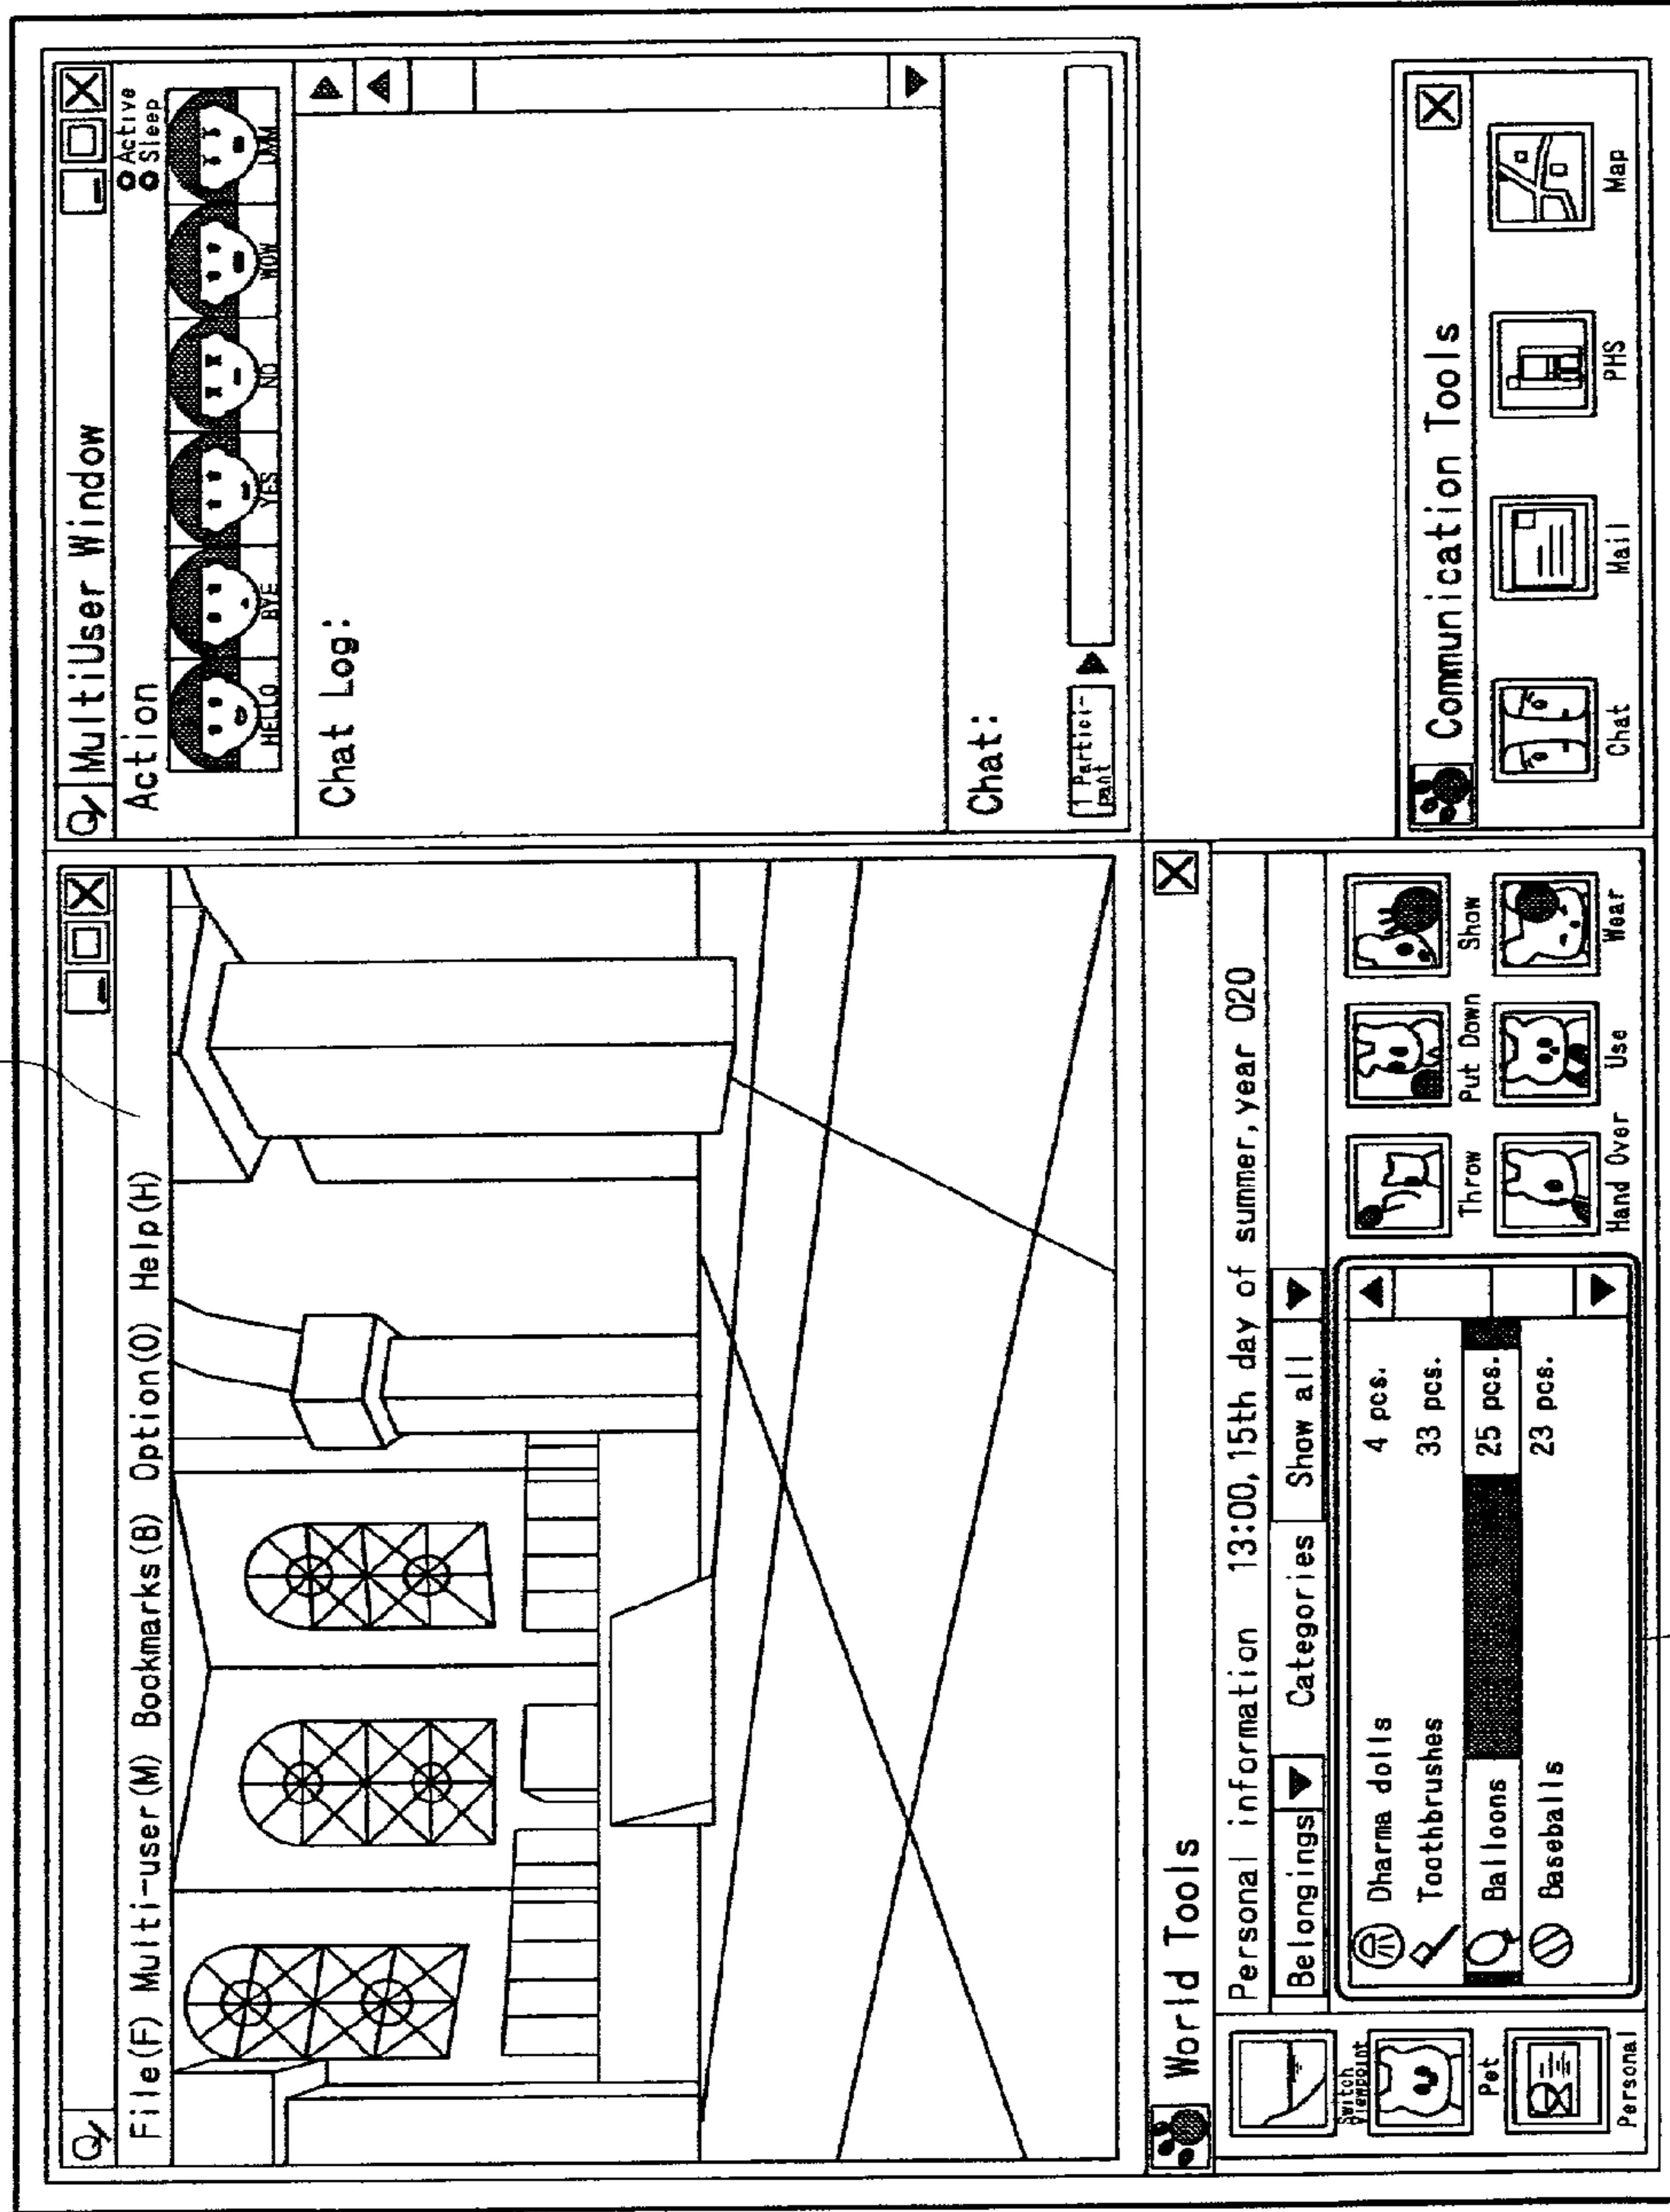 File(F) Multi-user(M) Bookmarks(B) Option(O) Help(H)
MultiUser Window
Action
Active
Sleep
HELLO BYE YES NO WOW UMM
Chat Log:
Chat:
1 Partici-
pant
World Tools
Personal information 13:00, 15th day of summer, year 020
Belongings Categories Show all
Switch
Viewpoint
Pet
Personal
Dharma dolls 4 pcs.
Toothbrushes 33 pcs.
Balloons 25 pcs.
Baseballs 23 pcs.
Throw Put Down Show
Hand Over Use Wear
Communication Tools
Chat Mail PHS Map